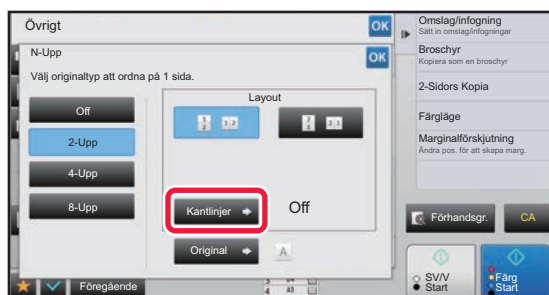 Övrigt
OK
N-Upp
OK
Välj originaltyp att ordna på 1 sida.
Off
2-Upp
4-Upp
8-Upp
Layout
Kantlinjer
Off
Original
A
Föregående
Omslag/infogning
Sätt in omslag/infogningar
Broschyr
Kopiera som en broschyr
2-Sidors Kopia
Färgläge
Marginalförskjutning
Ändra pos. för att skapa marg.
Förhandsgr.
CA
SV/V
Start
Färg
Start